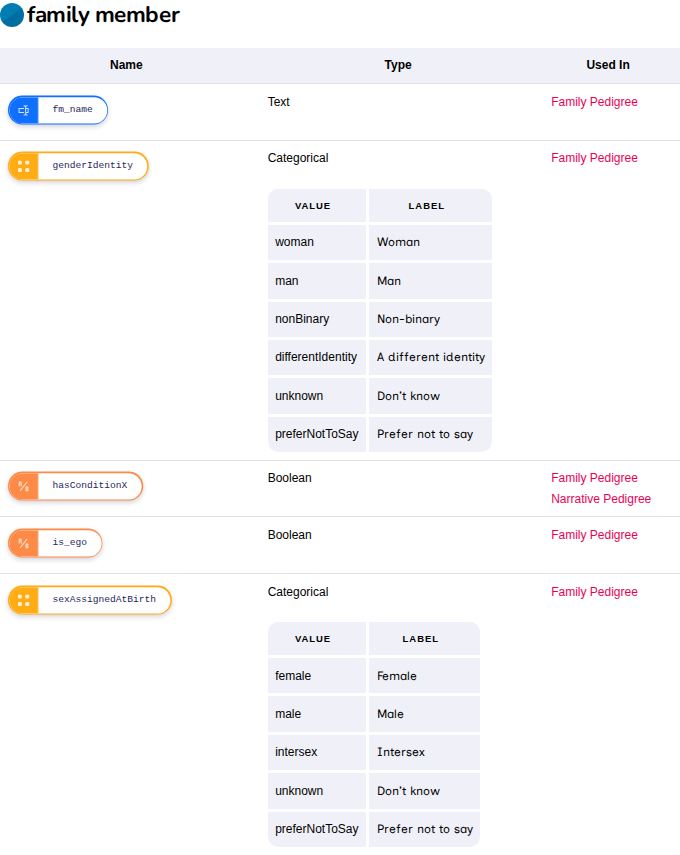 family member
Name Type Used In
fm_name Text Family Pedigree
genderIdentity Categorical Family Pedigree
VALUE LABEL
woman Woman
man Man
nonBinary Non-binary
differentIdentity A different identity
unknown Don't know
preferNotToSay Prefer not to say
hasConditionX Boolean Family Pedigree
Narrative Pedigree
is_ego Boolean Family Pedigree
sexAssignedAtBirth Categorical Family Pedigree
VALUE LABEL
female Female
male Male
intersex Intersex
unknown Don't know
preferNotToSay Prefer not to say